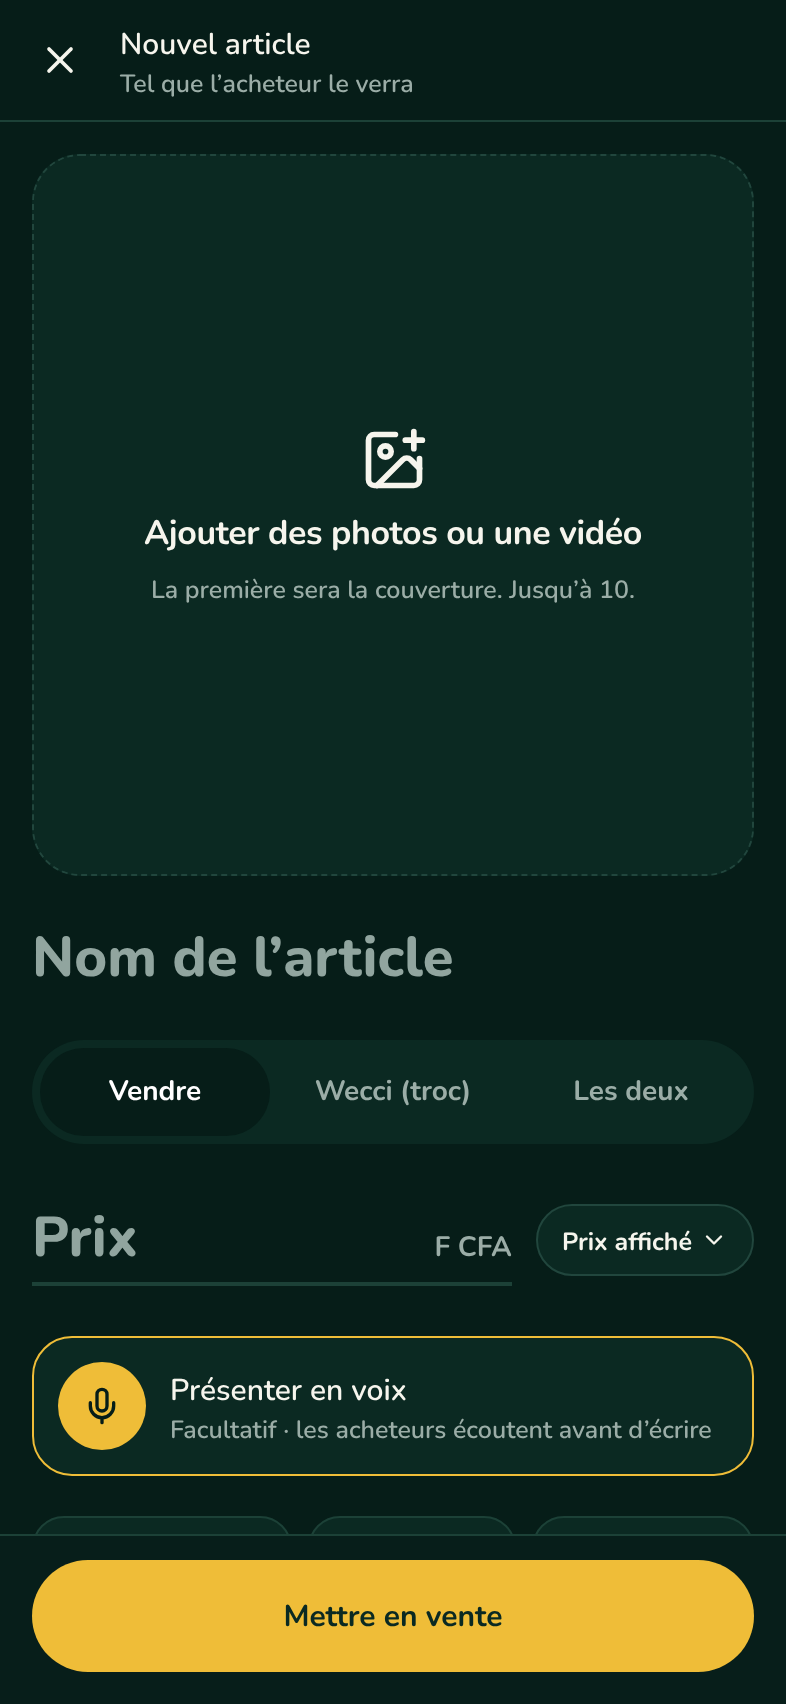 Nouvel article
Tel que l’acheteur le verra
Ajouter des photos ou une vidéo
La première sera la couverture. Jusqu’à 10.
Nom de l’article
Vendre
Wecci (troc)
Les deux
Prix
F CFA
Prix affiché
Présenter en voix
Facultatif · les acheteurs écoutent avant d’écrire
Mettre en vente